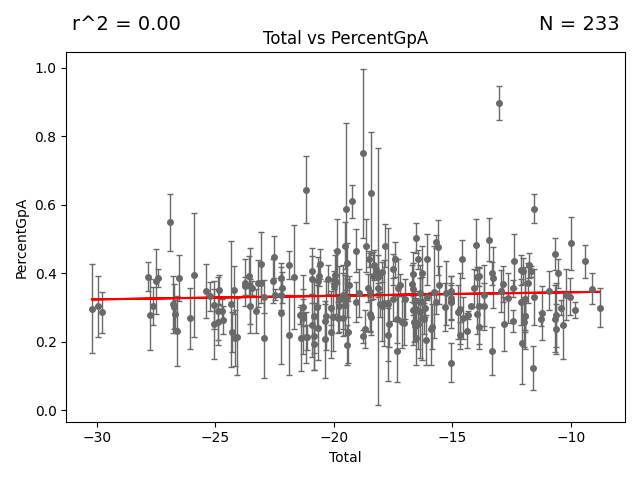 r^2 = 0.00
N = 233
Total vs PercentGpA
1.0
0.8
0.6
0.4
0.2
0.0
PercentGpA
−30
−25
−20
−15
−10
Total